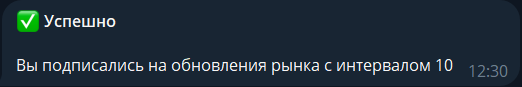 ✅ Успешно
Вы подписались на обновления рынка с интервалом 10
12:30